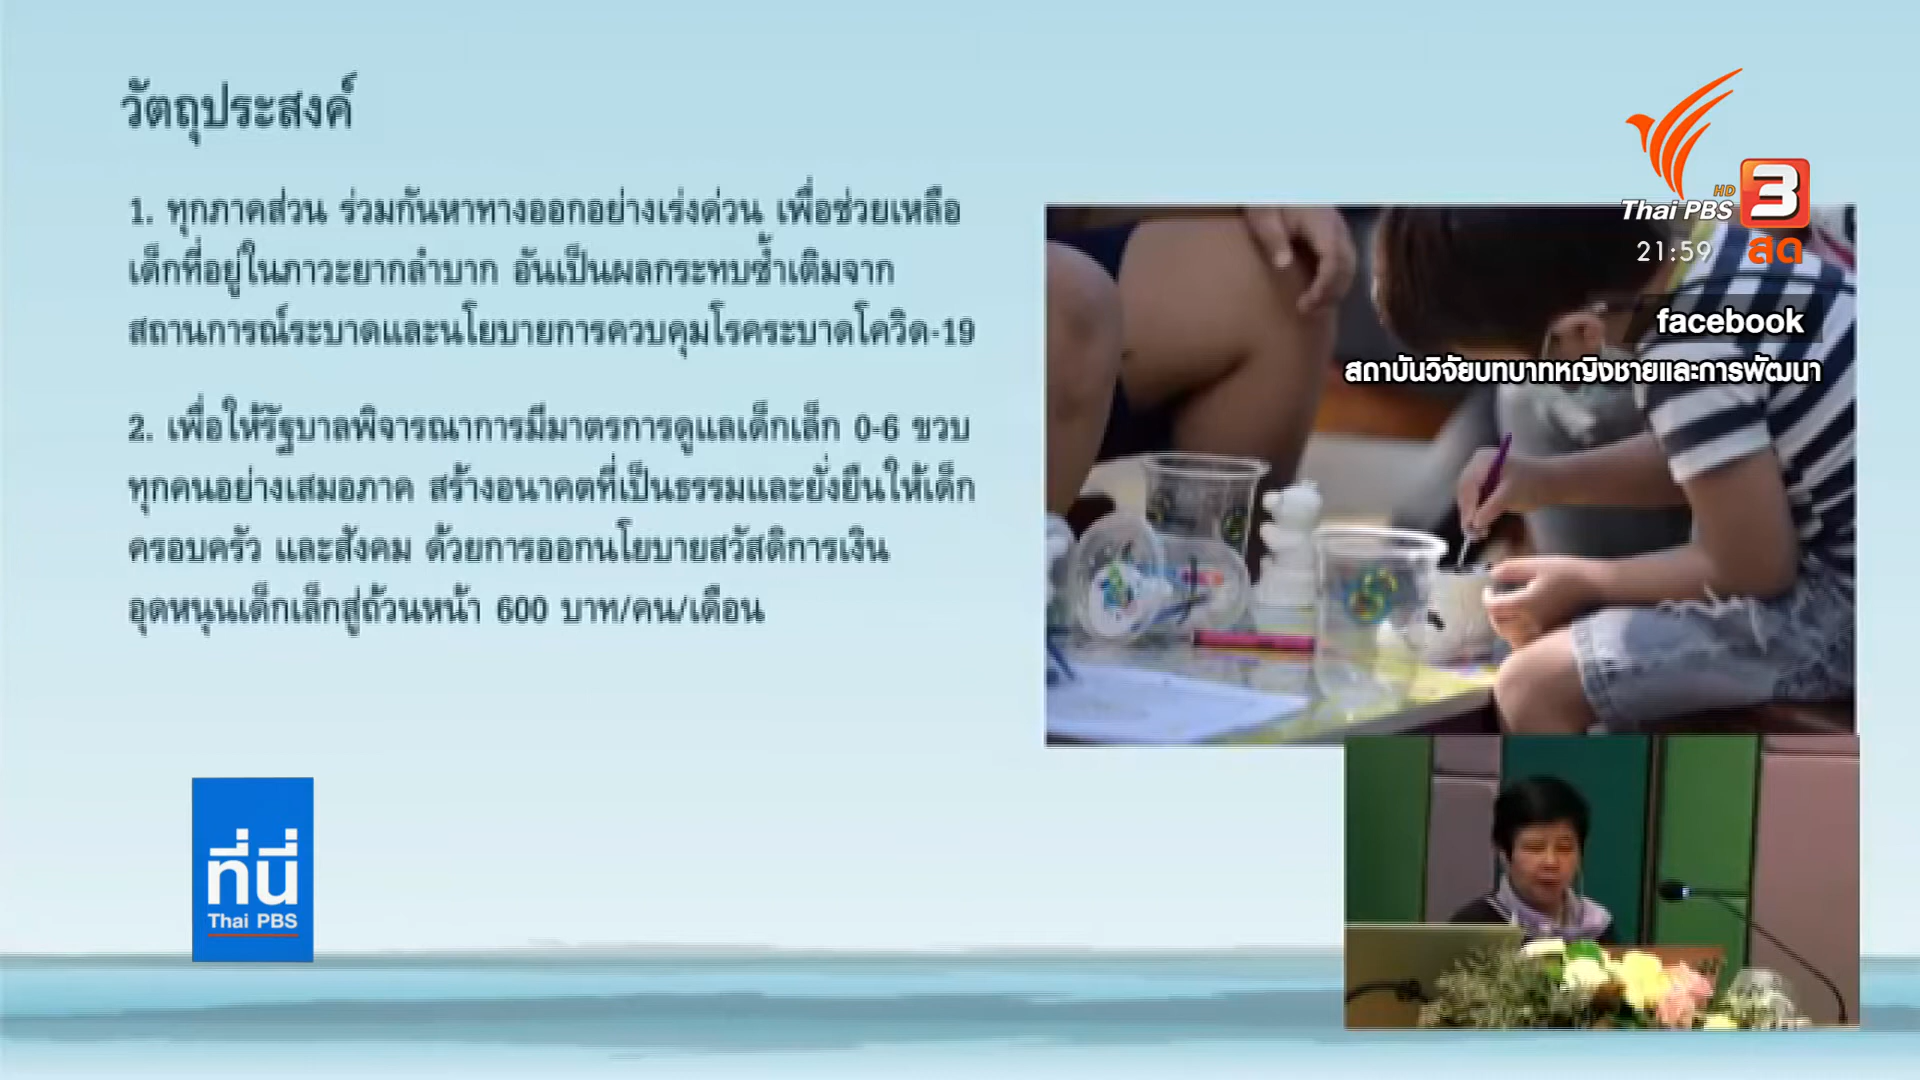 วัตถุประสงค์
1. ทุกภาคส่วน ร่วมกันหาทางออกอย่างเร่งด่วน เพื่อช่วยเหลือ
เด็กที่อยู่ในภาวะยากลำบาก อันเป็นผลกระทบซ้ำเติมจาก
สถานการณ์ระบาดและนโยบายการควบคุมโรคระบาดโควิด-19
2. เพื่อให้รัฐบาลพิจารณาการมีมาตรการดูแลเด็กเล็ก 0-6 ขวบ
ทุกคนอย่างเสมอภาค สร้างอนาคตที่เป็นธรรมและยั่งยืนให้เด็ก
ครอบครัว และสังคม ด้วยการออกนโยบายสวัสดิการเงิน
อุดหนุนเด็กเล็กสู่ถ้วนหน้า 600 บาท/คน/เดือน
HD
Thai PBS 3
21:59 สด
facebook
สถาบันวิจัยบทบาทหญิงชายและการพัฒนา
ที่นี่
Thai PBS